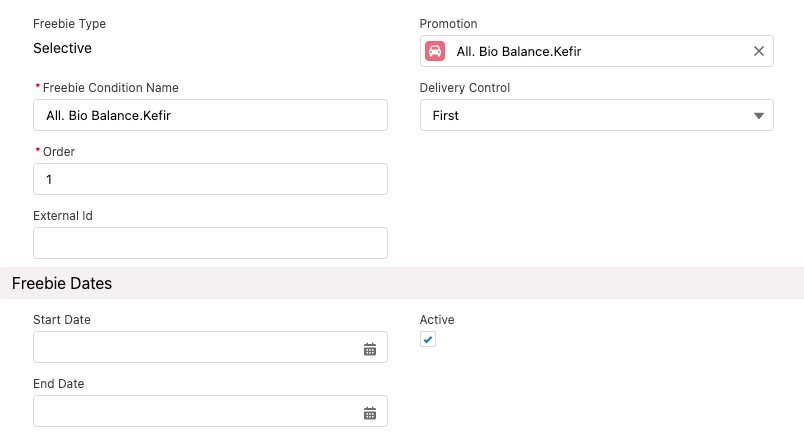 Freebie Type
Selective
Promotion
All. Bio Balance.Kefir
* Freebie Condition Name
All. Bio Balance.Kefir
Delivery Control
First
* Order
1
External Id
Freebie Dates
Start Date
Active
End Date